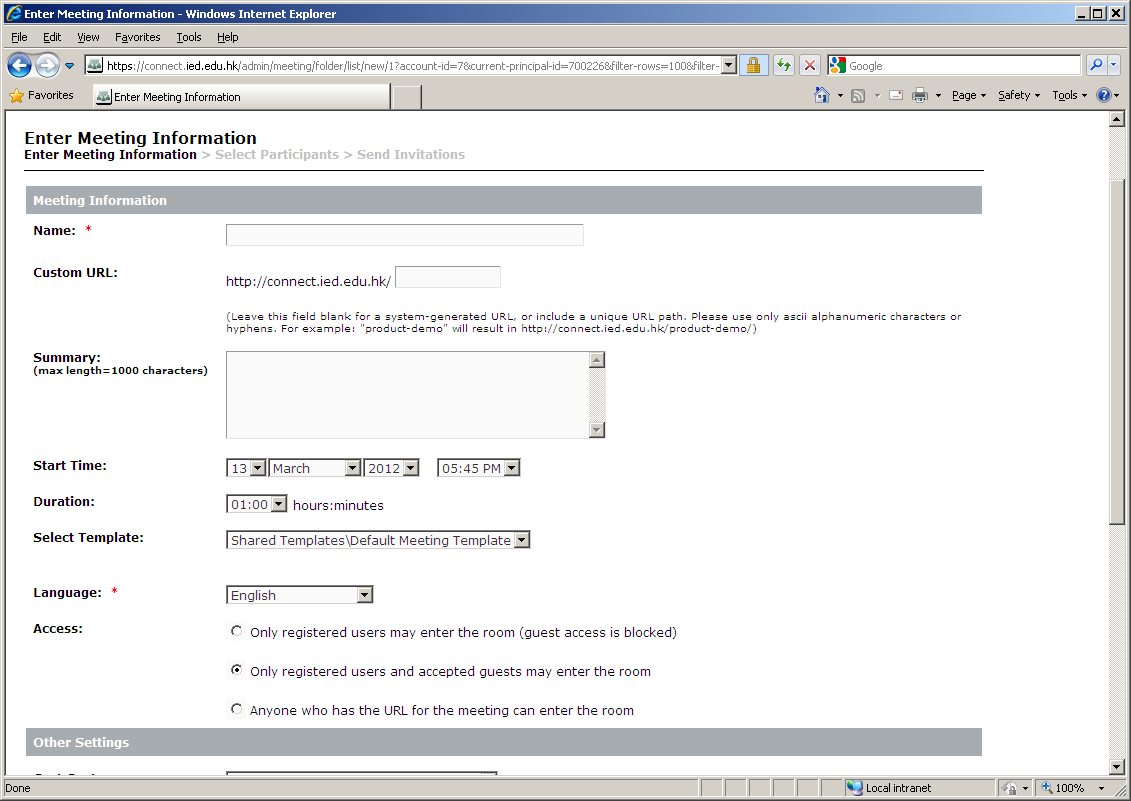 Enter Meeting Information - Windows Internet Explorer
File Edit View Favorites Tools Help
https://connect.ied.edu.hk/admin/meeting/folder/list/new/1?account-id=7&current-principal-id=700226&filter-rows=100&filter- Google
Favorites Enter Meeting Information Page Safety Tools
Enter Meeting Information
Enter Meeting Information > Select Participants > Send Invitations
Meeting Information
Name: *
Custom URL: http://connect.ied.edu.hk/
(Leave this field blank for a system-generated URL, or include a unique URL path. Please use only ascii alphanumeric characters or
hyphens. For example: "product-demo" will result in http://connect.ied.edu.hk/product-demo/)
Summary:
(max length=1000 characters)
Start Time: 13 March 2012 05:45 PM
Duration: 01:00 hours:minutes
Select Template: Shared Templates\Default Meeting Template
Language: * English
Access: Only registered users may enter the room (guest access is blocked)
Only registered users and accepted guests may enter the room
Anyone who has the URL for the meeting can enter the room
Other Settings
Done Local intranet 100%